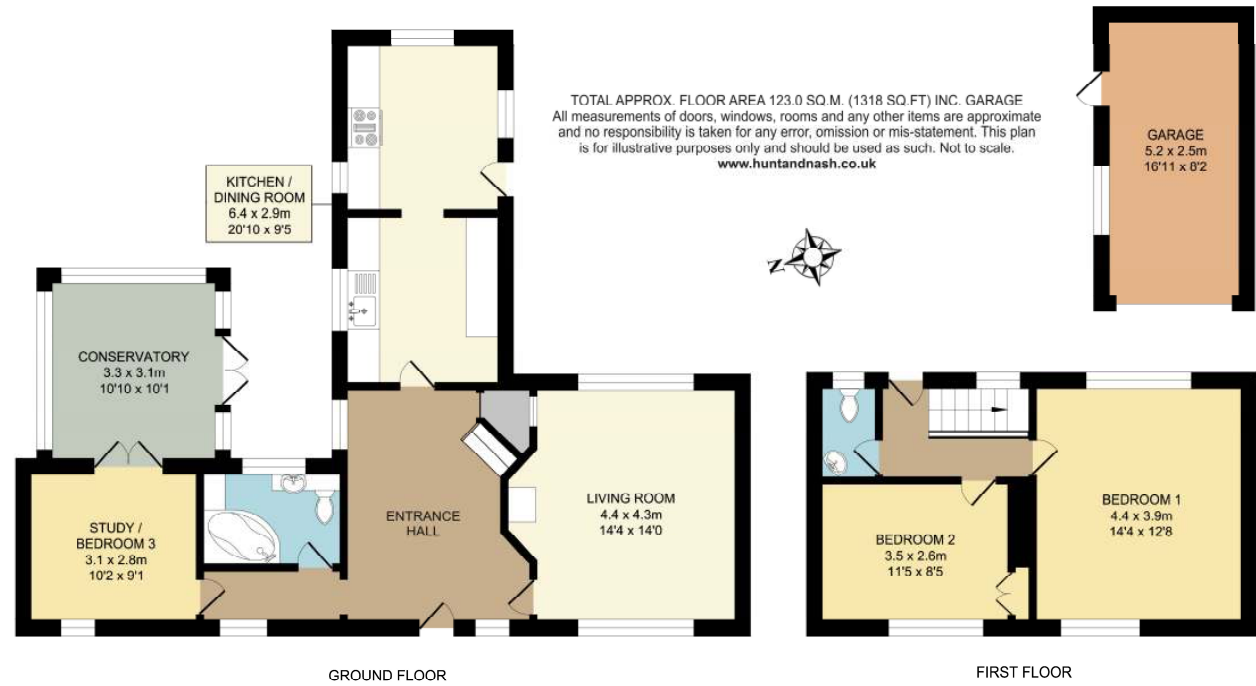 TOTAL APPROX. FLOOR AREA 123.0 SQ.M. (1318 SQ.FT) INC. GARAGE
All measurements of doors, windows, rooms and any other items are approximate
and no responsibility is taken for any error, omission or mis-statement. This plan
is for illustrative purposes only and should be used as such. Not to scale.
www.huntandnash.co.uk
GARAGE
5.2 x 2.5m
16'11 x 8'2
KITCHEN /
DINING ROOM
6.4 x 2.9m
20'10 x 9'5
N
CONSERVATORY
3.3 x 3.1m
10'10 x 10'1
STUDY /
BEDROOM 3
3.1 x 2.8m
10'2 x 9'1
ENTRANCE
HALL
LIVING ROOM
4.4 x 4.3m
14'4 x 14'0
BEDROOM 2
3.5 x 2.6m
11'5 x 8'5
BEDROOM 1
4.4 x 3.9m
14'4 x 12'8
GROUND FLOOR
FIRST FLOOR